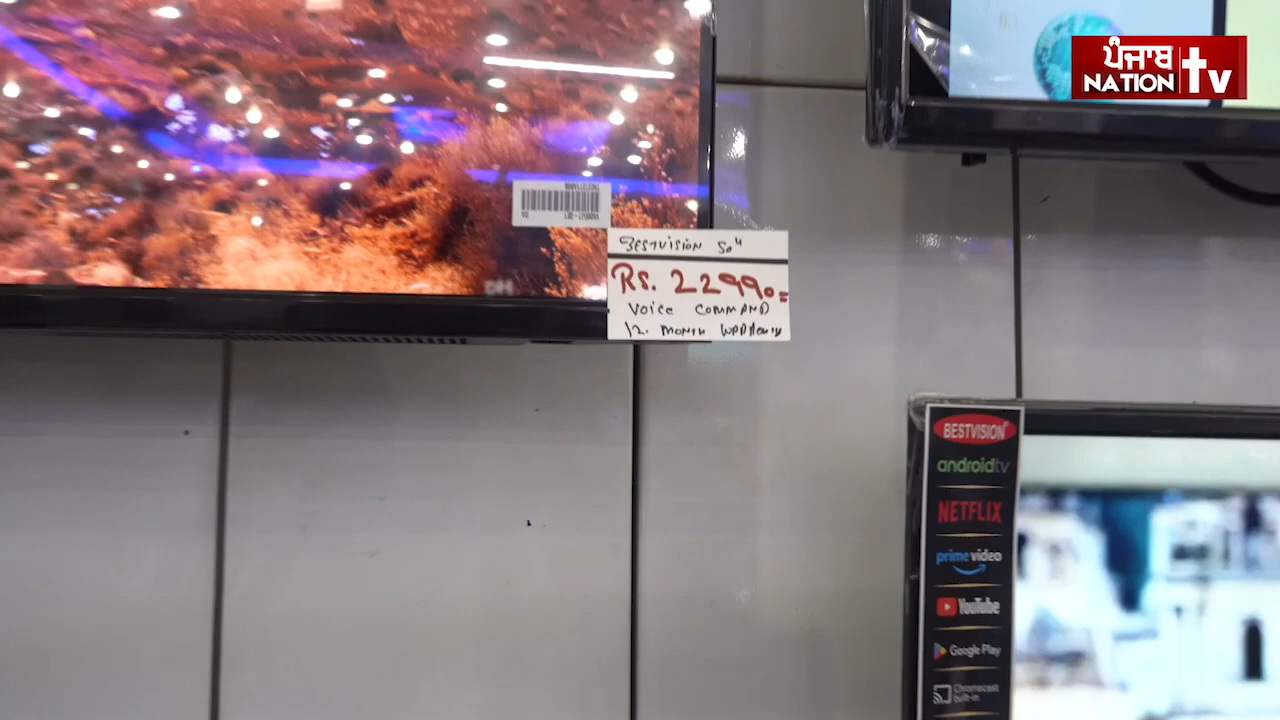 ਪੰਜਾਬ
NATION tv
BESTVISION 50"
RS. 22990=
VOICE COMMAND
12. MONTH
BESTVISION
androidtv
NETFLIX
prime video
YouTube
Google Play
Chromecast
built-in